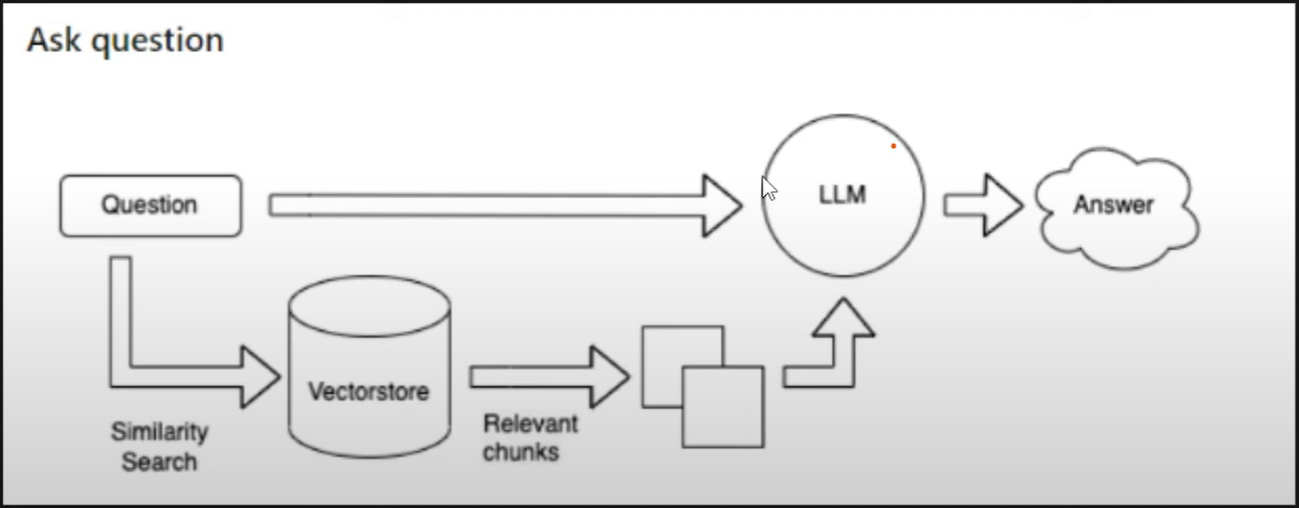 Ask question
Question
LLM
Answer
Vectorstore
Similarity
Search
Relevant
chunks